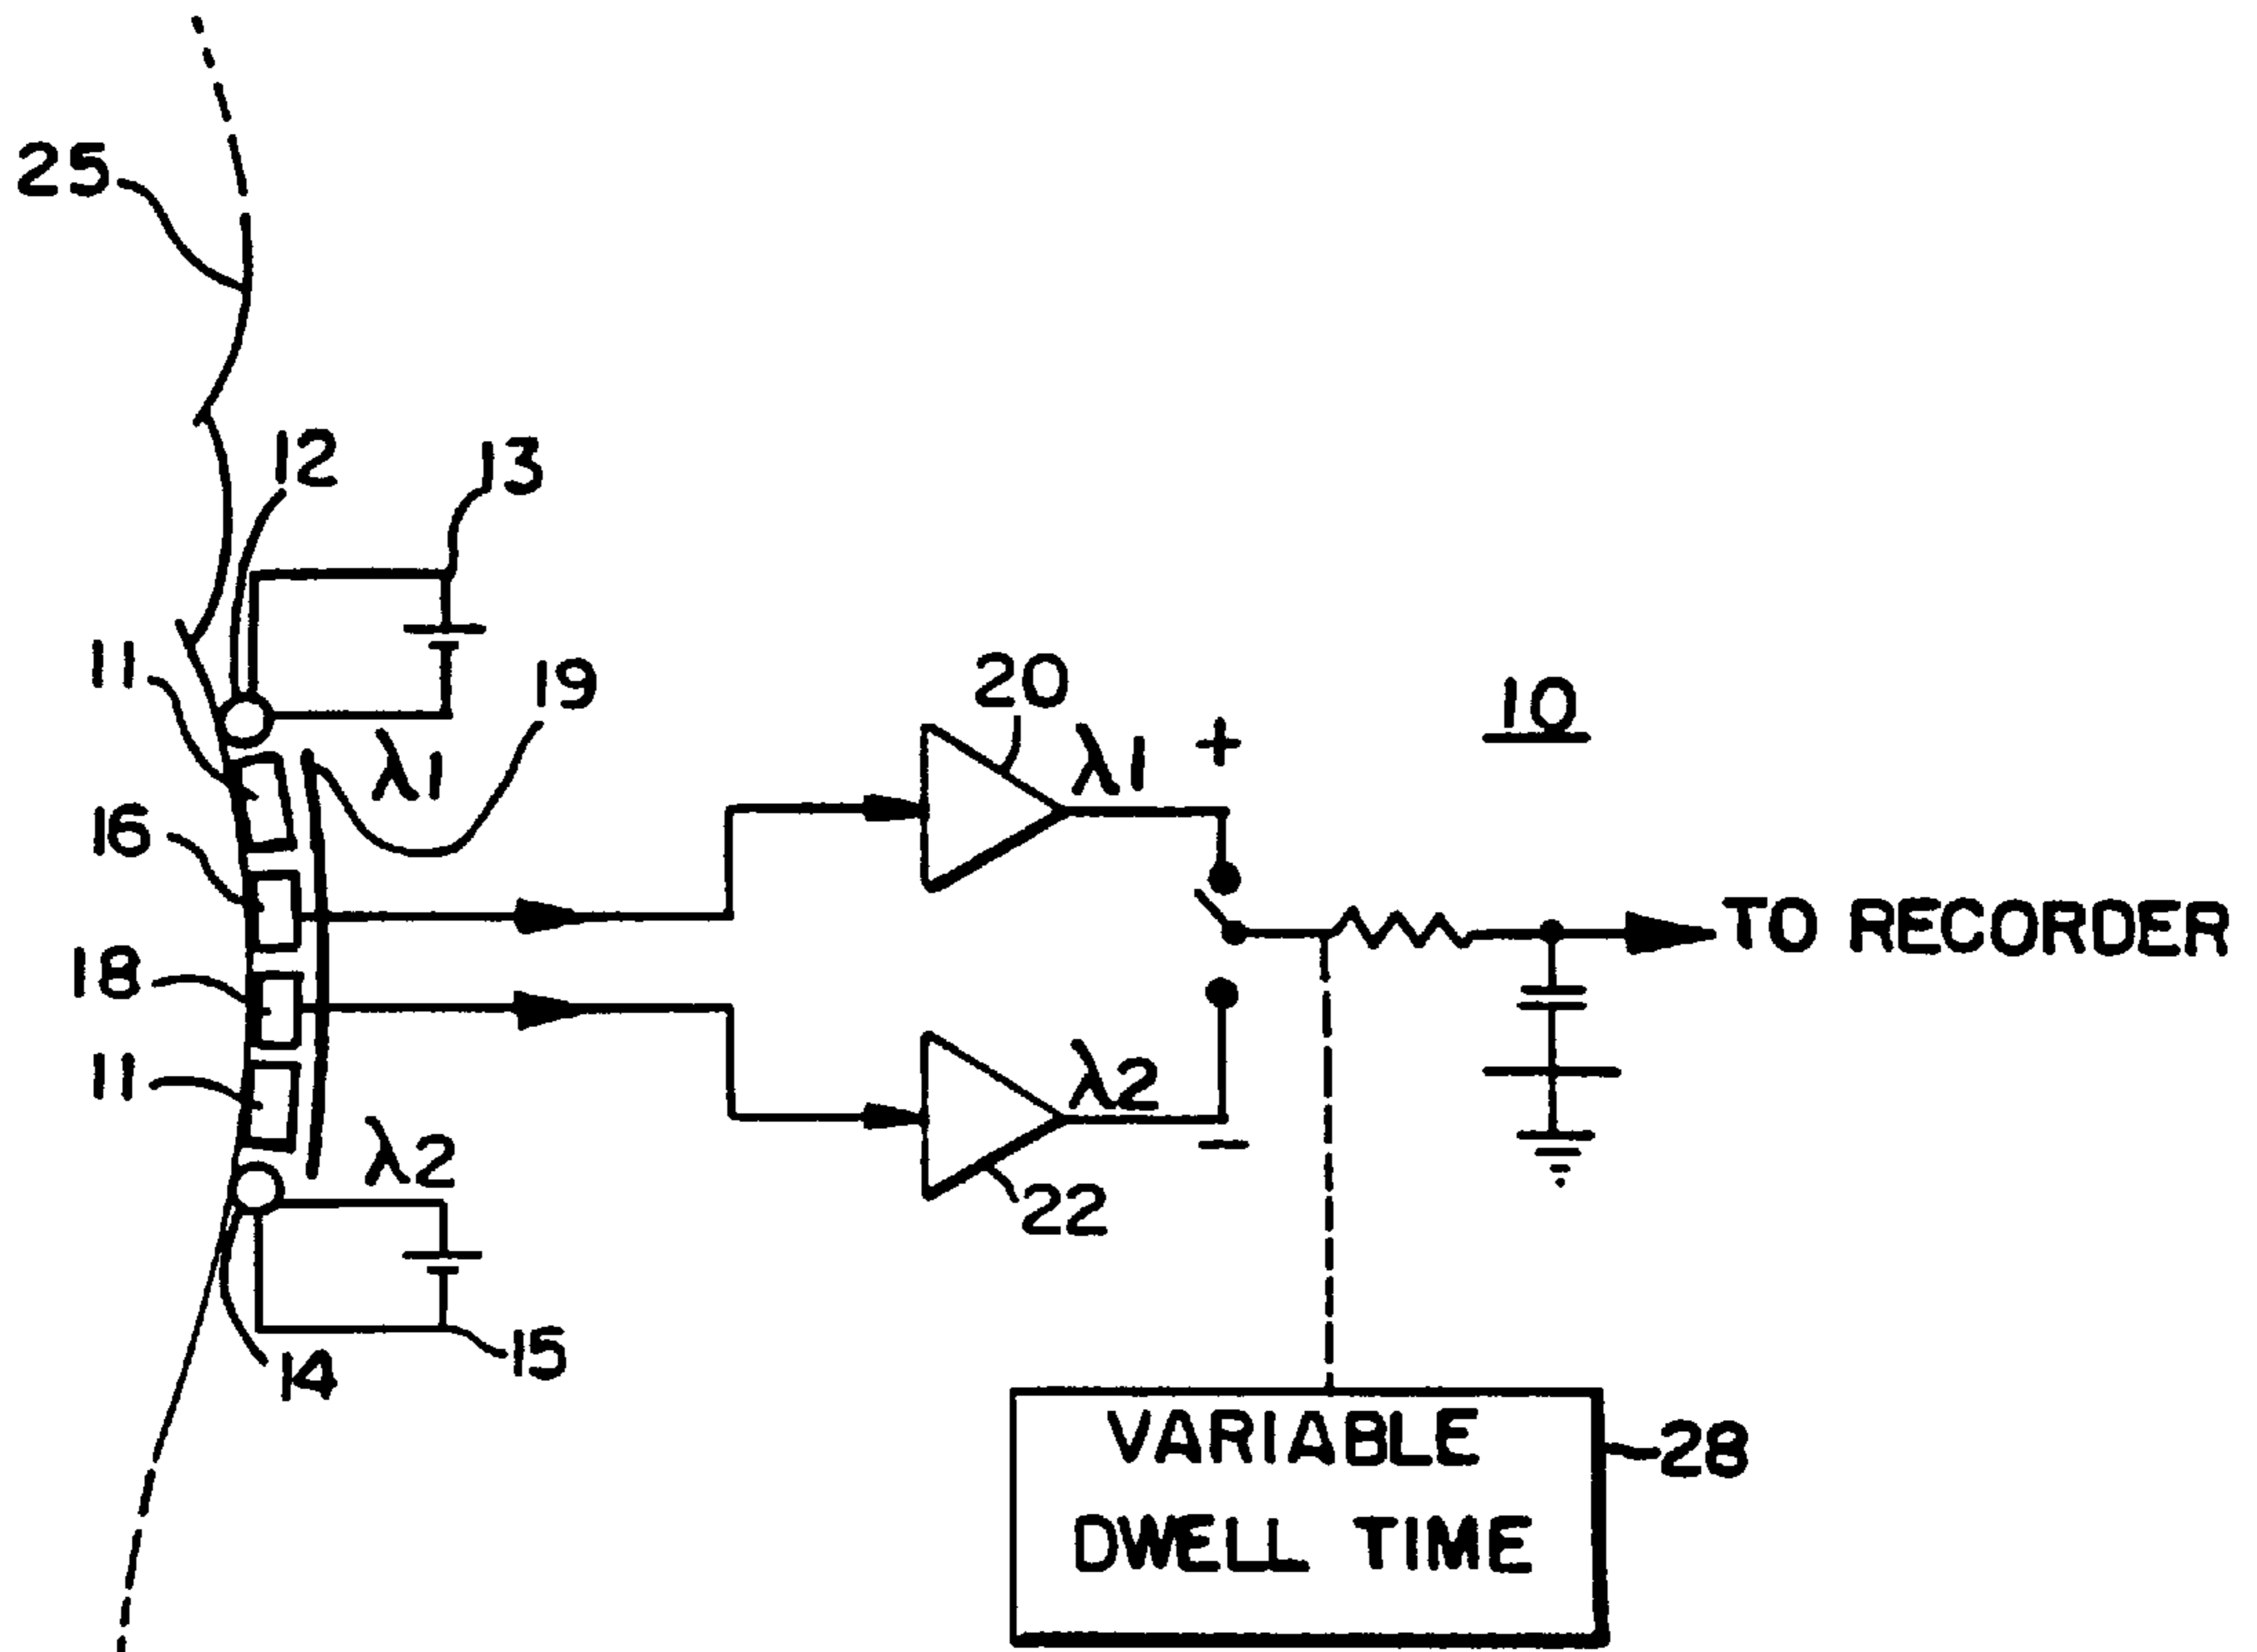 25
12
13
11
19
20
10
λ1
λ1
+
16
TO RECORDER
18
11
λ2
λ2
−
22
14
15
VARIABLE
DWELL TIME
28